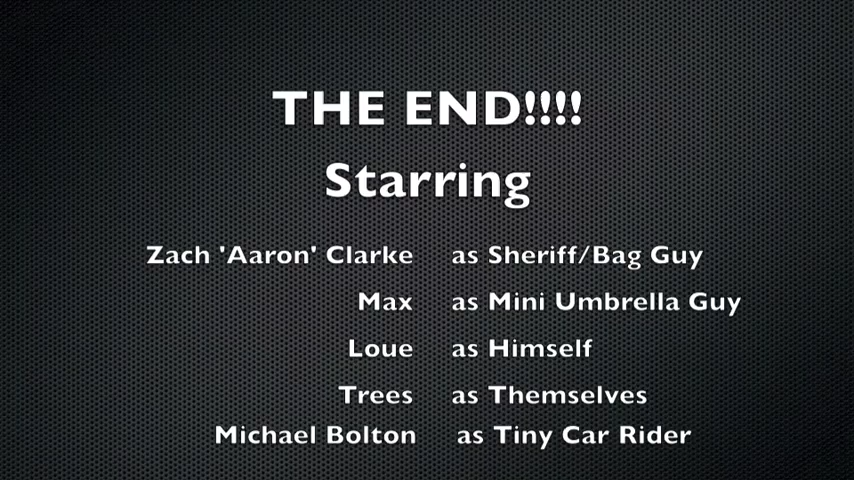 THE END!!!!
Starring
Zach 'Aaron' Clarke as Sheriff/Bag Guy
Max as Mini Umbrella Guy
Loue as Himself
Trees as Themselves
Michael Bolton as Tiny Car Rider